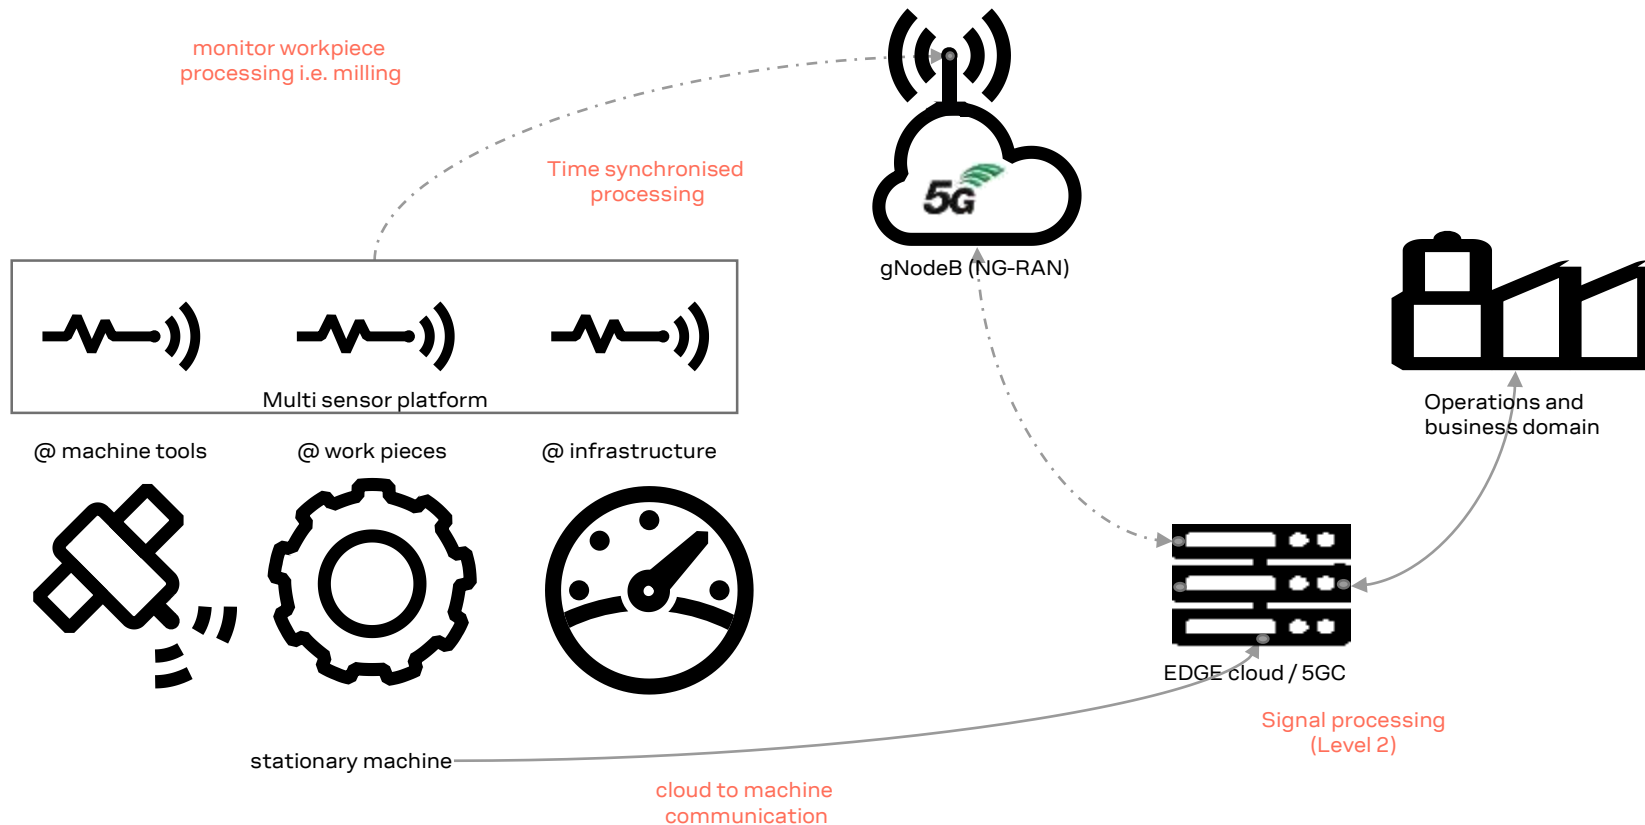 monitor workpiece
processing i.e. milling
Time synchronised
processing
5G
gNodeB (NG-RAN)
Multi sensor platform
Operations and
business domain
@ machine tools
@ work pieces
@ infrastructure
EDGE cloud / 5GC
Signal processing
(Level 2)
stationary machine
cloud to machine
communication